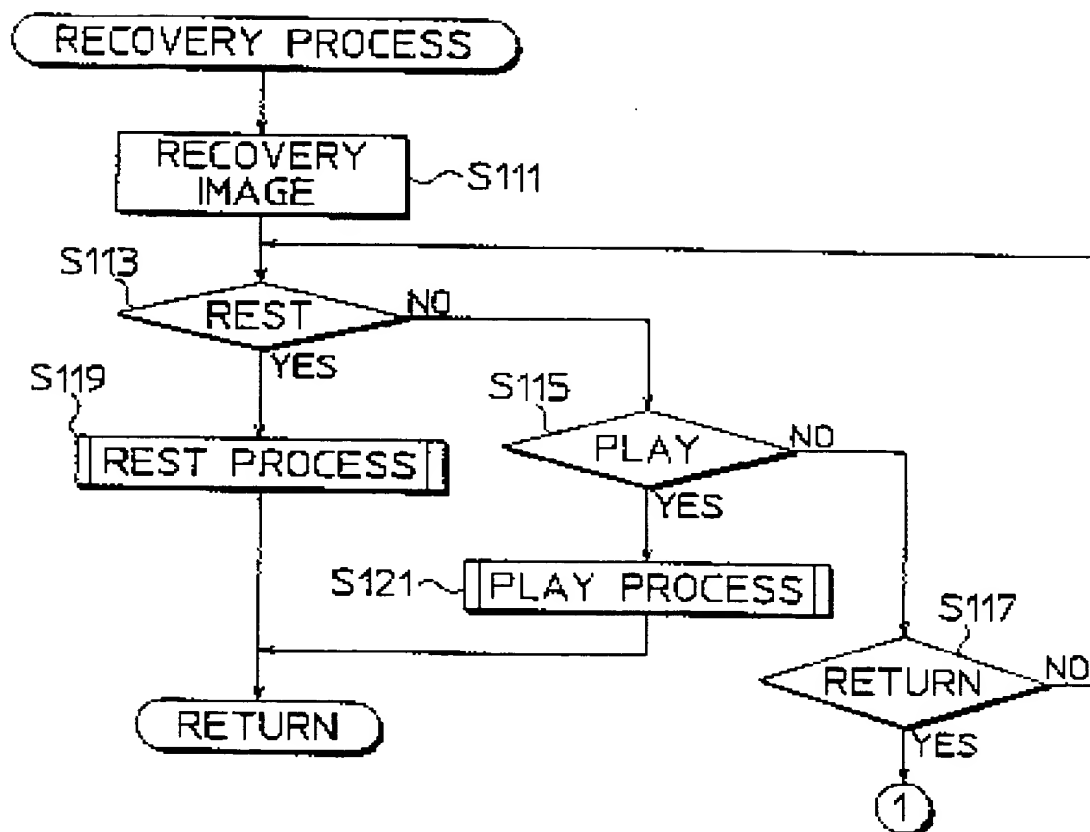 RECOVERY PROCESS
RECOVERY
IMAGE
S111
S113
REST
NO
YES
S119
REST PROCESS
S115
PLAY
NO
YES
S121
PLAY PROCESS
S117
RETURN
NO
YES
RETURN
1